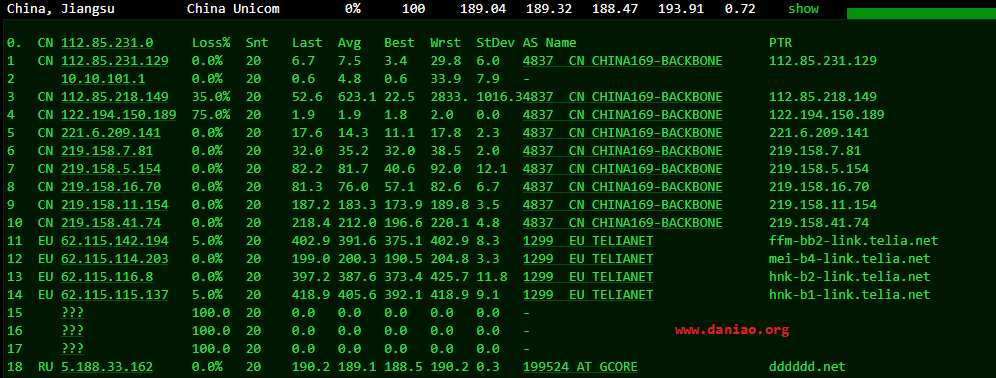 China, Jiangsu China Unicom 0% 100 189.04 189.32 188.47 193.91 0.72 show
0. CN 112.85.231.0 Loss% Snt Last Avg Best Wrst StDev AS Name PTR
1 CN 112.85.231.129 0.0% 20 6.7 7.5 3.4 29.8 6.0 4837 CN CHINA169-BACKBONE 112.85.231.129
2 10.10.101.1 0.0% 20 0.6 4.8 0.6 33.9 7.9 -
3 CN 112.85.218.149 35.0% 20 52.6 623.1 22.5 2833. 1016.34837 CN CHINA169-BACKBONE 112.85.218.149
4 CN 122.194.150.189 75.0% 20 1.9 1.9 1.8 2.0 0.0 4837 CN CHINA169-BACKBONE 122.194.150.189
5 CN 221.6.209.141 0.0% 20 17.6 14.3 11.1 17.8 2.3 4837 CN CHINA169-BACKBONE 221.6.209.141
6 CN 219.158.7.81 0.0% 20 32.0 35.2 32.0 38.5 2.0 4837 CN CHINA169-BACKBONE 219.158.7.81
7 CN 219.158.5.154 0.0% 20 82.2 81.7 40.6 92.0 12.1 4837 CN CHINA169-BACKBONE 219.158.5.154
8 CN 219.158.16.70 0.0% 20 81.3 76.0 57.1 82.6 6.7 4837 CN CHINA169-BACKBONE 219.158.16.70
9 CN 219.158.11.154 0.0% 20 187.2 183.3 173.9 189.8 3.5 4837 CN CHINA169-BACKBONE 219.158.11.154
10 CN 219.158.41.74 0.0% 20 218.4 212.0 196.6 220.1 4.8 4837 CN CHINA169-BACKBONE 219.158.41.74
11 EU 62.115.142.194 5.0% 20 402.9 391.6 375.1 402.9 8.3 1299 EU TELIANET ffm-bb2-link.telia.net
12 EU 62.115.114.203 0.0% 20 199.0 200.3 190.5 204.8 3.3 1299 EU TELIANET mei-b4-link.telia.net
13 EU 62.115.116.8 0.0% 20 397.2 387.6 373.4 425.7 11.8 1299 EU TELIANET hnk-b2-link.telia.net
14 EU 62.115.115.137 5.0% 20 418.9 405.6 392.1 418.9 9.1 1299 EU TELIANET hnk-b1-link.telia.net
15 ??? 100.0 20 0.0 0.0 0.0 0.0 0.0 -
16 ??? 100.0 20 0.0 0.0 0.0 0.0 0.0 - www.daniao.org
17 ??? 100.0 20 0.0 0.0 0.0 0.0 0.0 -
18 RU 5.188.33.162 0.0% 20 190.2 189.1 188.5 190.2 0.3 199524 AT GCORE dddddd.net